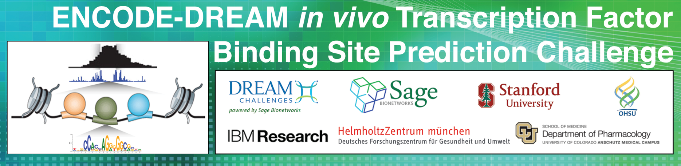 ENCODE-DREAM in vivo Transcription Factor
Binding Site Prediction Challenge
DREAM
CHALLENGES
powered by Sage Bionetworks
Sage
BIONETWORKS
Stanford
University
OHSU
IBM Research
HelmholtzZentrum münchen
Deutsches Forschungszentrum für Gesundheit und Umwelt
CU
SCHOOL OF MEDICINE
Department of Pharmacology
UNIVERSITY OF COLORADO ANSCHUTZ MEDICAL CAMPUS